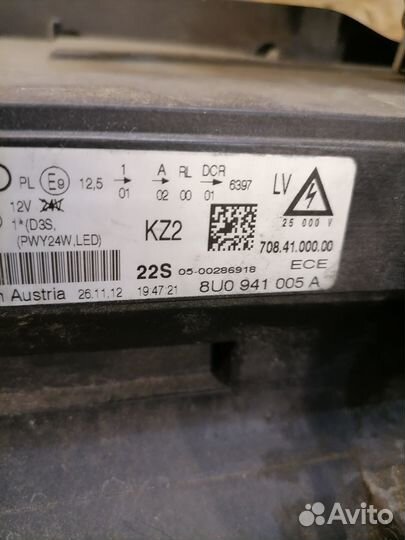 PL E9 12,5 1 A RL DCR 6397 LV
01 02 00 01
12V 24V 25 000 V
1*(D3S,
(PWY24W,LED) KZ2 708.41.000.00
22S 05-00286918 ECE
Austria 26.11.12 19:47:21 8U0 941 005 A
Avito